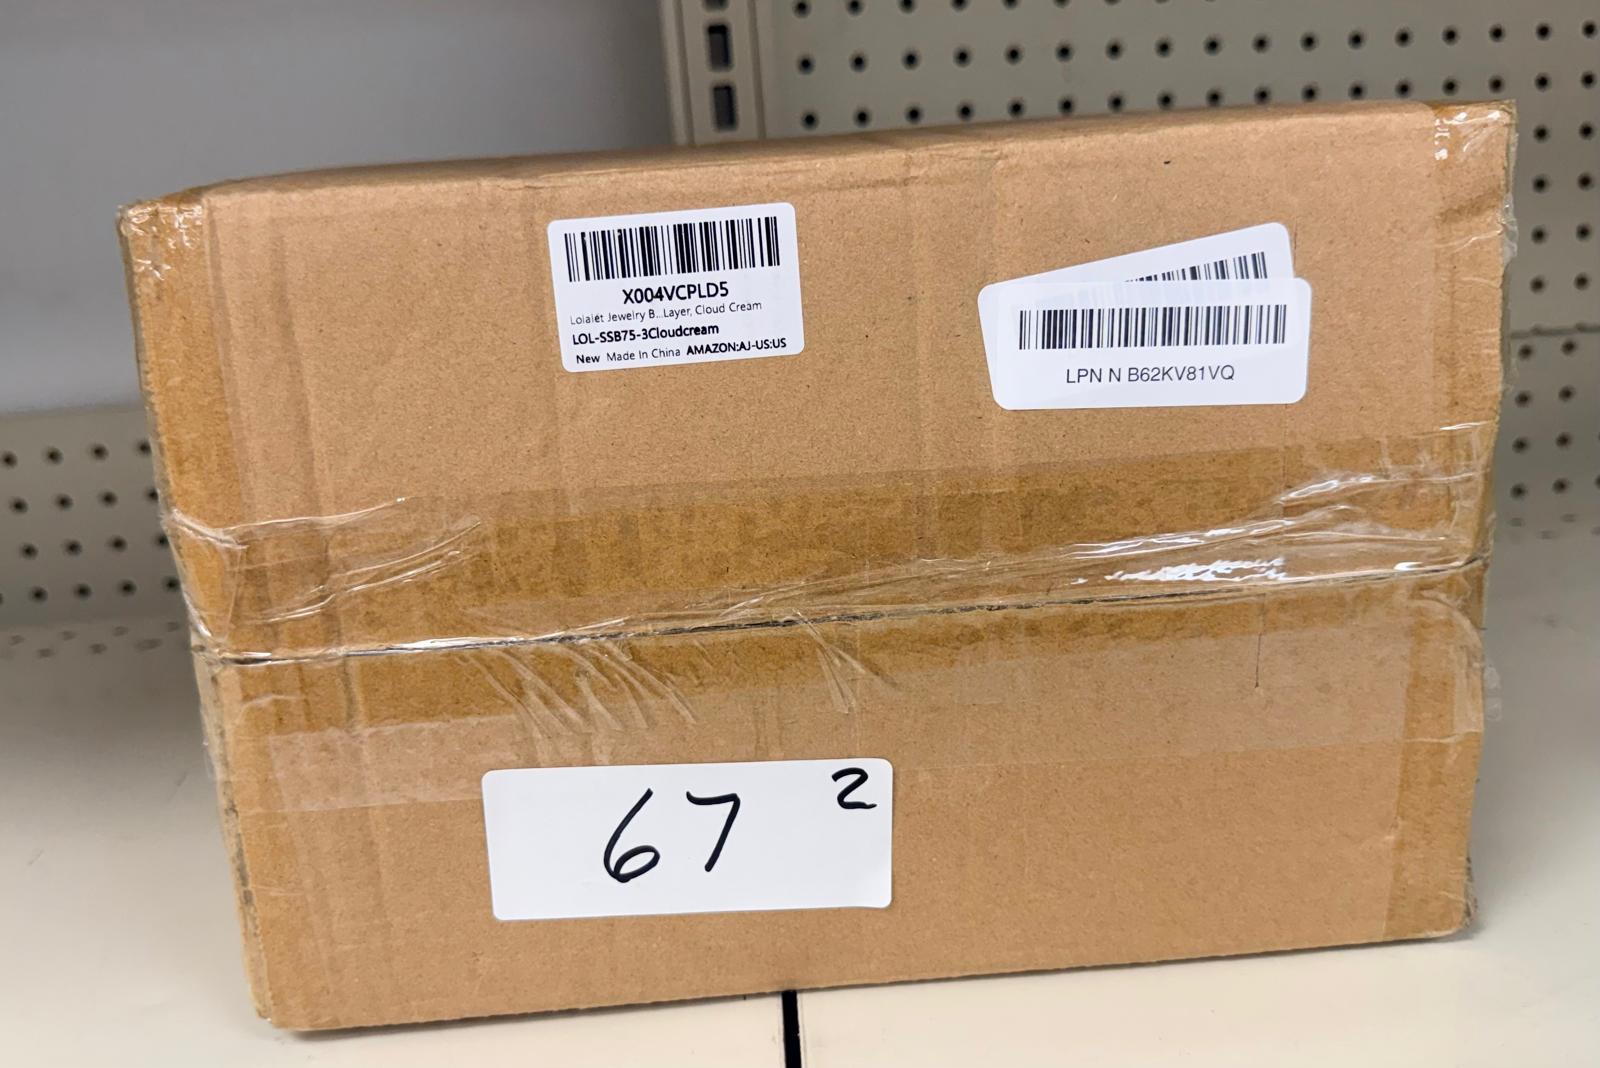 X004VCPLD5
Lolalet Jewelry B...Layer, Cloud Cream
LOL-SSB75-3Cloudcream
New Made In China AMAZON:AJ-US:US
LPN N B62KV81VQ
67 2